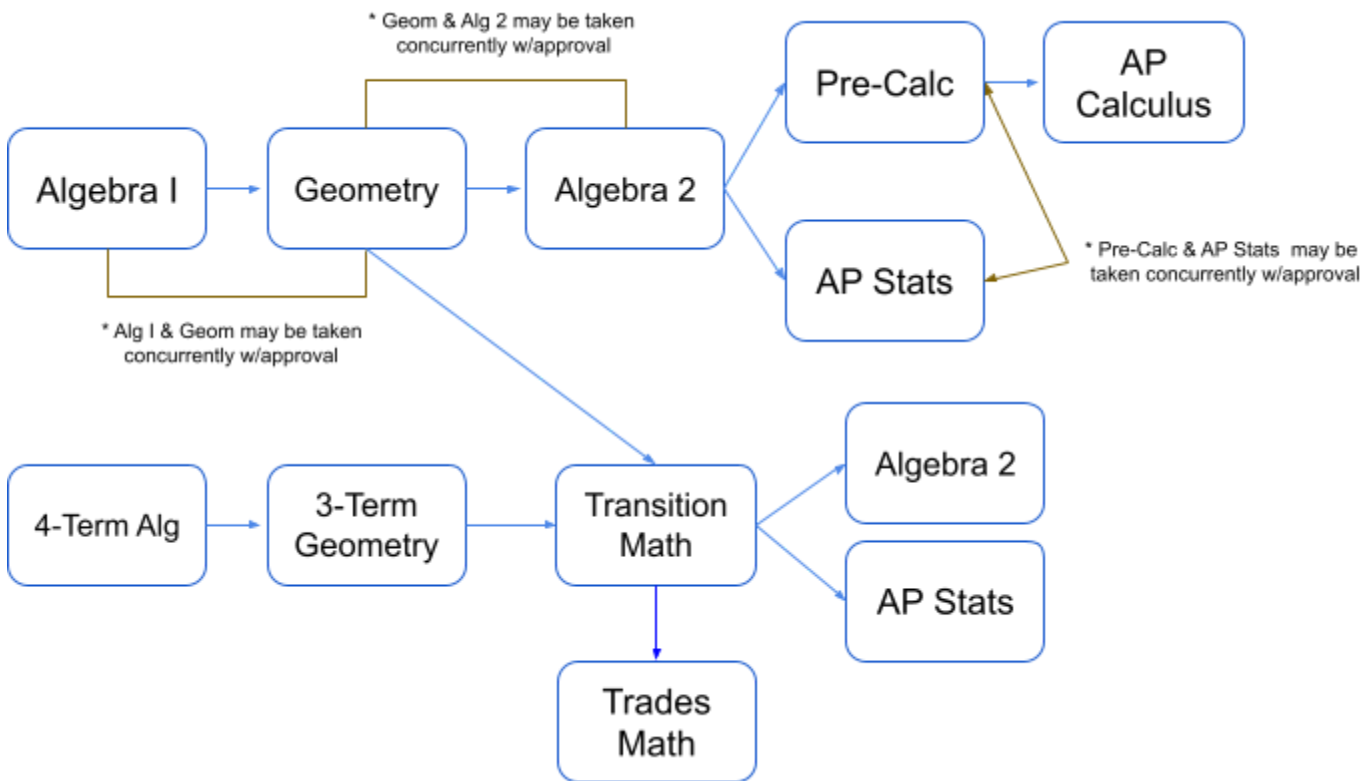 * Geom & Alg 2 may be taken
concurrently w/approval
Pre-Calc
AP
Calculus
Algebra I
Geometry
Algebra 2
* Pre-Calc & AP Stats  may be
taken concurrently w/approval
AP Stats
* Alg I & Geom may be taken
concurrently w/approval
Algebra 2
4-Term Alg
3-Term
Geometry
Transition
Math
AP Stats
Trades
Math